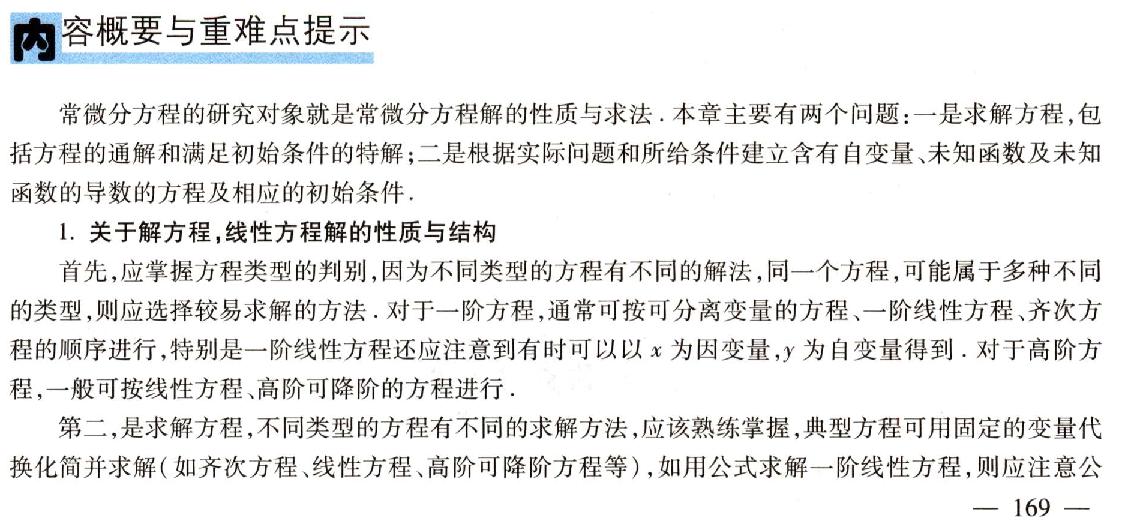 内容概要与重难点提示
常微分方程的研究对象就是常微分方程解的性质与求法.本章主要有两个问题:一是求解方程,包
括方程的通解和满足初始条件的特解;二是根据实际问题和所给条件建立含有自变量、未知函数及未知
函数的导数的方程及相应的初始条件.
1. 关于解方程,线性方程解的性质与结构
首先,应掌握方程类型的判别,因为不同类型的方程有不同的解法,同一个方程,可能属于多种不同
的类型,则应选择较易求解的方法.对于一阶方程,通常可按可分离变量的方程、一阶线性方程、齐次方
程的顺序进行,特别是一阶线性方程还应注意到有时可以以 x 为因变量,y 为自变量得到.对于高阶方
程,一般可按线性方程、高阶可降阶的方程进行.
第二,是求解方程,不同类型的方程有不同的求解方法,应该熟练掌握,典型方程可用固定的变量代
换化简并求解(如齐次方程、线性方程、高阶可降阶方程等),如用公式求解一阶线性方程,则应注意公
— 169 —